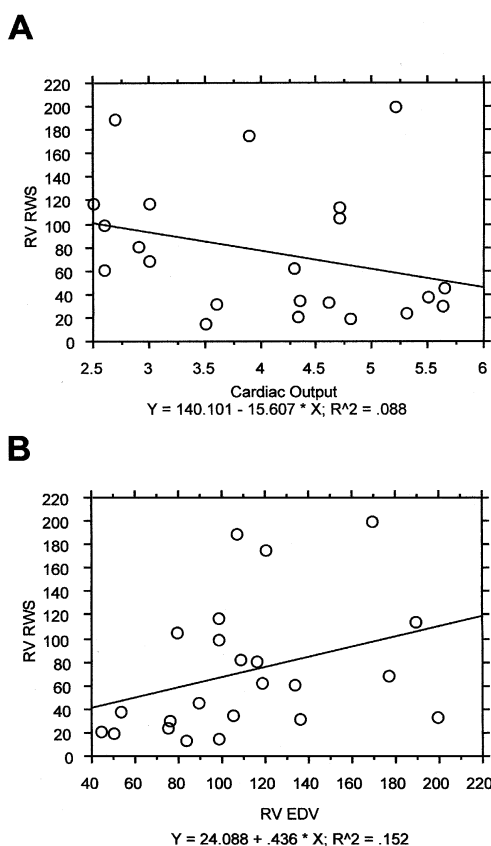 A
220
200
180
160
140
120
100
80
60
40
20
0
RV RWS
2.5 3 3.5 4 4.5 5 5.5 6
Cardiac Output
Y = 140.101 - 15.607 * X; R^2 = .088
B
220
200
180
160
140
120
100
80
60
40
20
0
RV RWS
40 60 80 100 120 140 160 180 200 220
RV EDV
Y = 24.088 + .436 * X; R^2 = .152